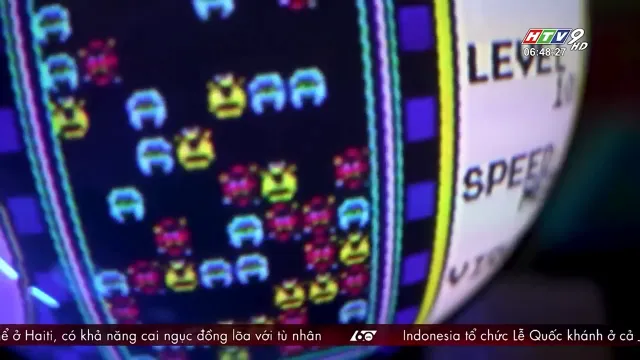 HTV9 HD
06:48-27
LEVEL
10
SPEED
ể ở Haiti, có khả năng cai ngục đồng lõa với tù nhân
Indonesia tổ chức Lễ Quốc khánh ở cả